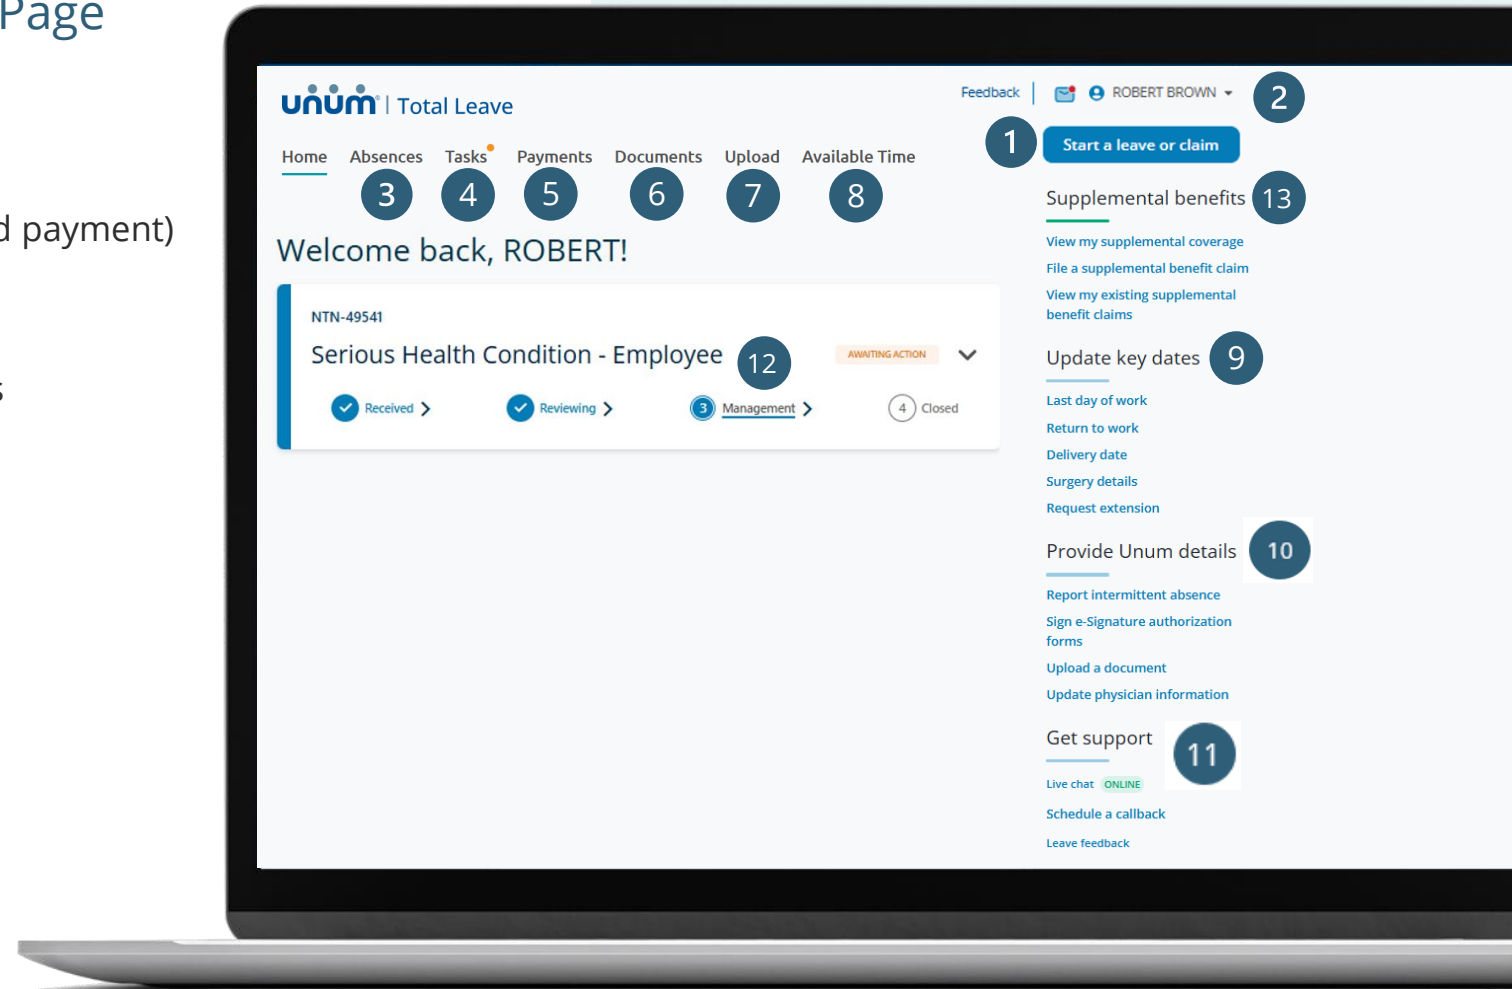 Page
d payment)
s
unum | Total Leave
Feedback
ROBERT BROWN
2
1
Start a leave or claim
Home Absences Tasks Payments Documents Upload Available Time
3 4 5 6 7 8
Welcome back, ROBERT!
NTN-49541
Serious Health Condition - Employee
12
AWAITING ACTION
Received
Reviewing
3 Management
4 Closed
Supplemental benefits 13
View my supplemental coverage
File a supplemental benefit claim
View my existing supplemental
benefit claims
Update key dates 9
Last day of work
Return to work
Delivery date
Surgery details
Request extension
Provide Unum details 10
Report intermittent absence
Sign e-Signature authorization
forms
Upload a document
Update physician information
Get support 11
Live chat ONLINE
Schedule a callback
Leave feedback